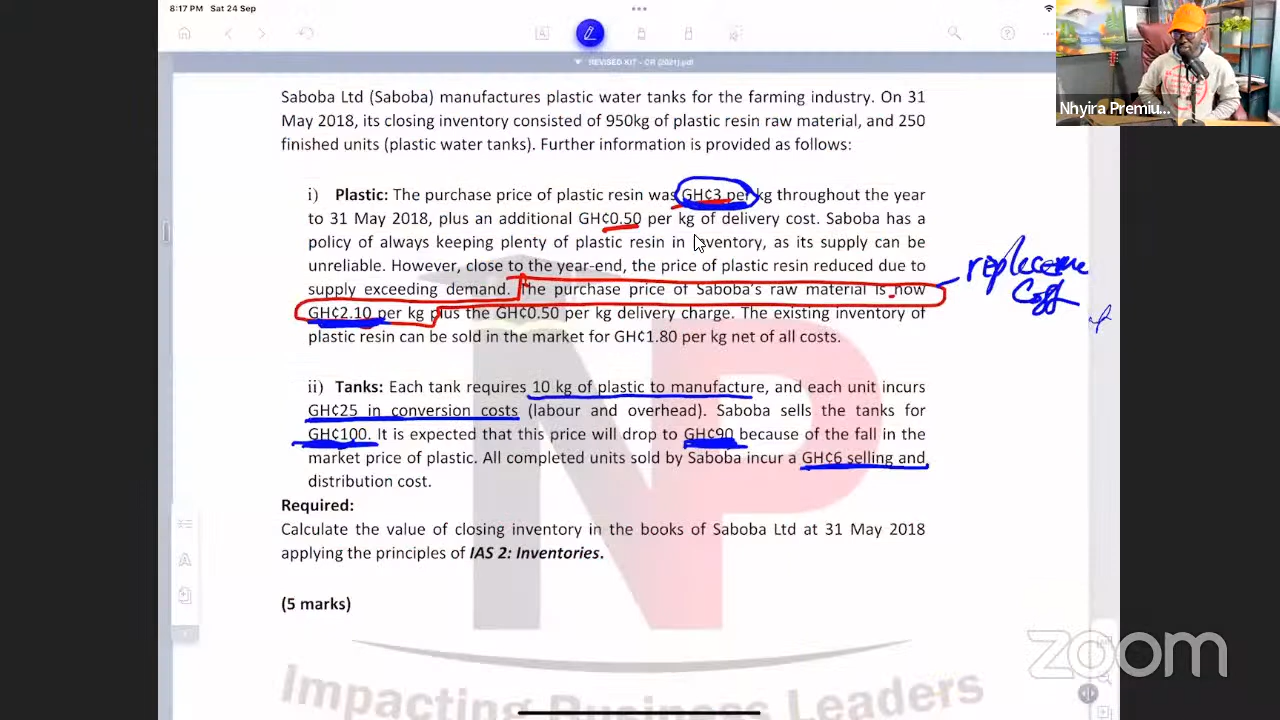 8:17 PM Sat 24 Sep
REVISED KIT - CR (2021).pdf
Nhyira Premiu...
Saboba Ltd (Saboba) manufactures plastic water tanks for the farming industry. On 31
May 2018, its closing inventory consisted of 950kg of plastic resin raw material, and 250
finished units (plastic water tanks). Further information is provided as follows:
i) Plastic: The purchase price of plastic resin was GH¢3 per kg throughout the year
to 31 May 2018, plus an additional GH¢0.50 per kg of delivery cost. Saboba has a
policy of always keeping plenty of plastic resin in inventory, as its supply can be
unreliable. However, close to the year-end, the price of plastic resin reduced due to
supply exceeding demand. The purchase price of Saboba's raw material is now
GH¢2.10 per kg plus the GH¢0.50 per kg delivery charge. The existing inventory of
plastic resin can be sold in the market for GH¢1.80 per kg net of all costs.
ii) Tanks: Each tank requires 10 kg of plastic to manufacture, and each unit incurs
GH¢25 in conversion costs (labour and overhead). Saboba sells the tanks for
GH¢100. It is expected that this price will drop to GH¢90 because of the fall in the
market price of plastic. All completed units sold by Saboba incur a GH¢6 selling and
distribution cost.
Required:
Calculate the value of closing inventory in the books of Saboba Ltd at 31 May 2018
applying the principles of IAS 2: Inventories.
(5 marks)
NP
zoom
Impacting Business Leaders